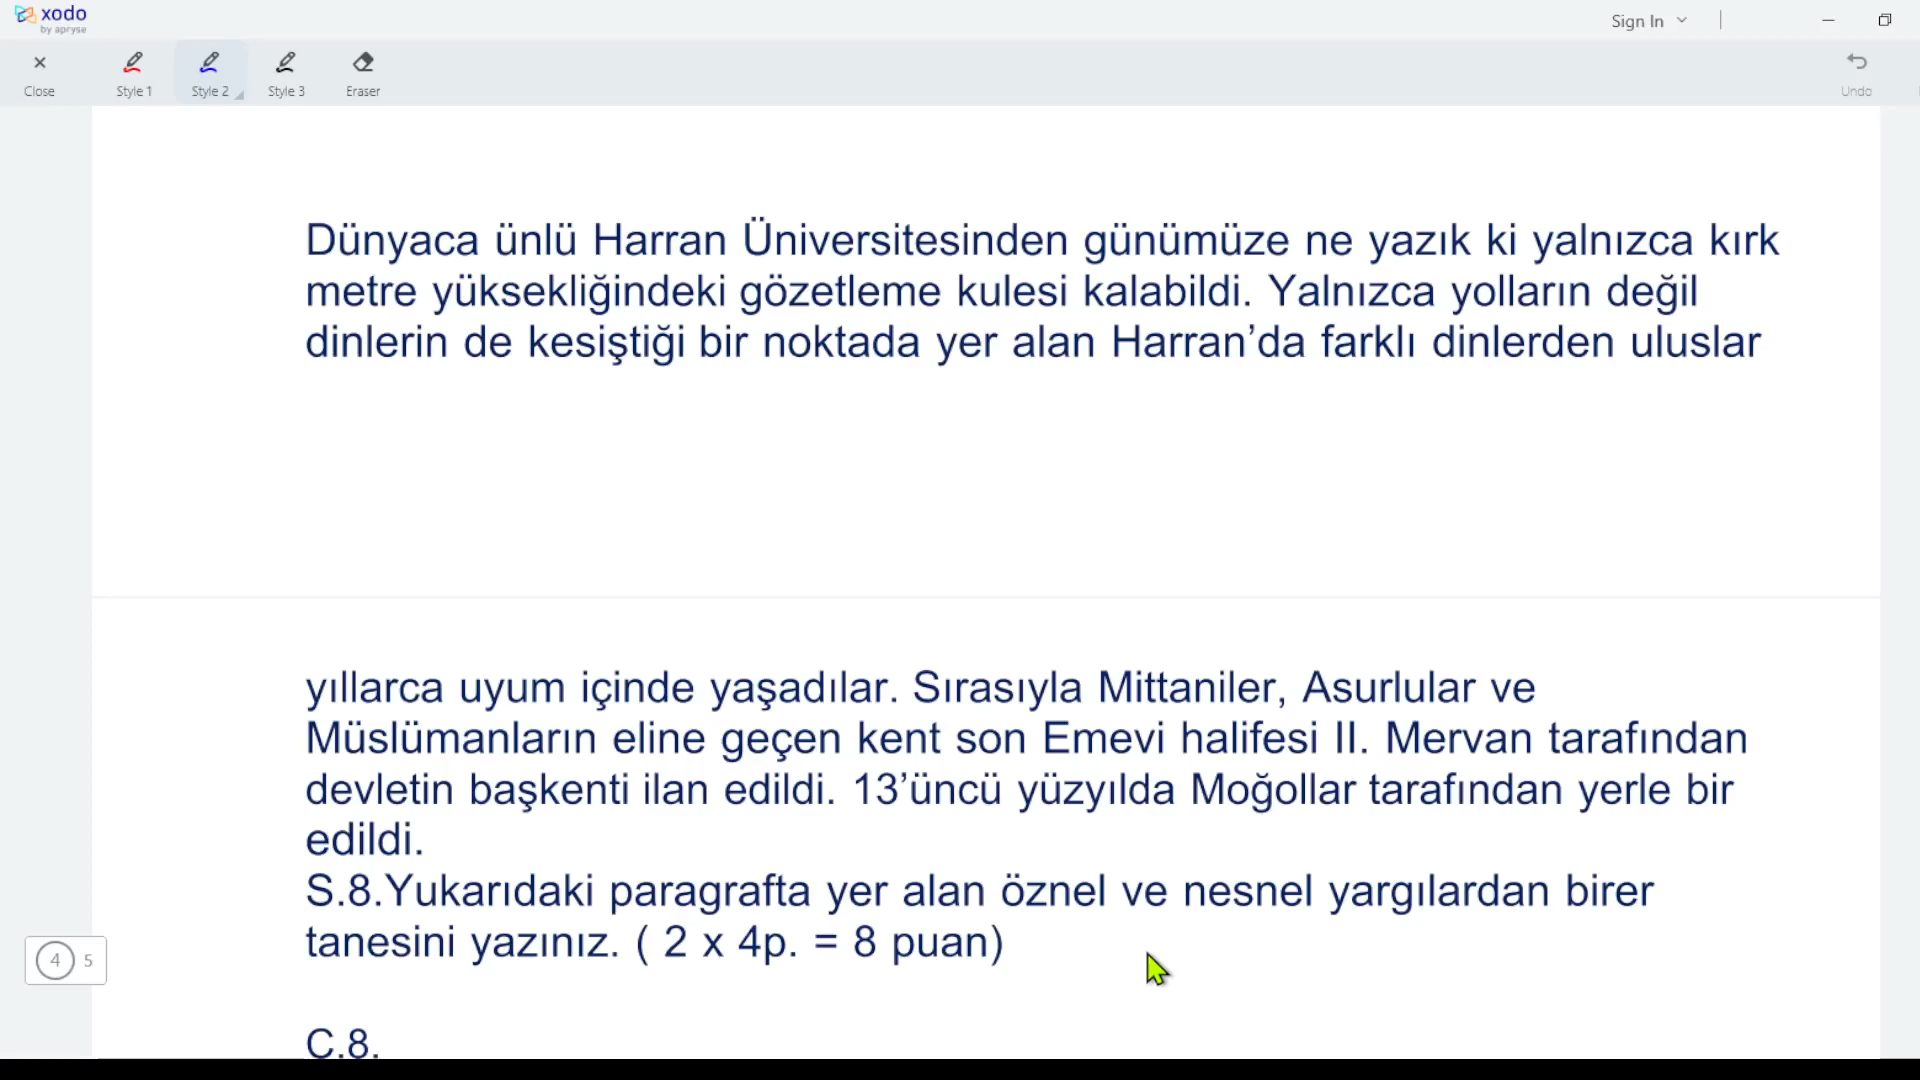 xodo
by apryse
Sign In
Close
Style 1
Style 2
Style 3
Eraser
Undo
Dünyaca ünlü Harran Üniversitesinden günümüze ne yazık ki yalnızca kırk
metre yüksekliğindeki gözetleme kulesi kalabildi. Yalnızca yolların değil
dinlerin de kesiştiği bir noktada yer alan Harran’da farklı dinlerden uluslar
yıllarca uyum içinde yaşadılar. Sırasıyla Mittaniler, Asurlular ve
Müslümanların eline geçen kent son Emevi halifesi II. Mervan tarafından
devletin başkenti ilan edildi. 13’üncü yüzyılda Moğollar tarafından yerle bir
edildi.
S.8.Yukarıdaki paragrafta yer alan öznel ve nesnel yargılardan birer
tanesini yazınız. ( 2 x 4p. = 8 puan)
4 5
C.8.